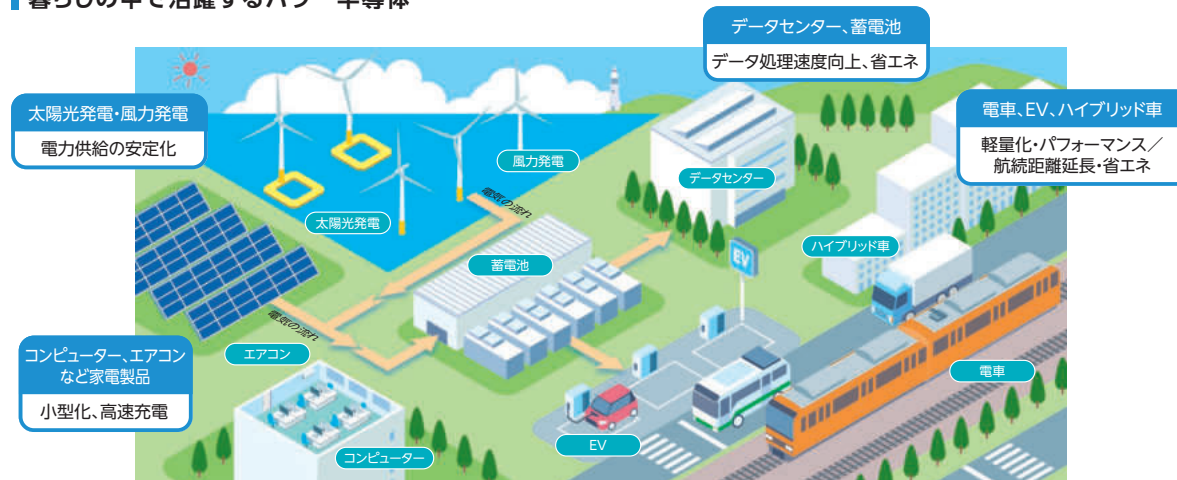 暮らしの中で活躍するパワー半導体
データセンター、蓄電池
データ処理速度向上、省エネ
太陽光発電・風力発電
電力供給の安定化
電車、EV、ハイブリッド車
軽量化・パフォーマンス／
航続距離延長・省エネ
風力発電
データセンター
電気の流れ
太陽光発電
ハイブリッド車
蓄電池
EV
電気の流れ
コンピューター、エアコン
など家電製品
小型化、高速充電
エアコン
電車
EV
コンピューター